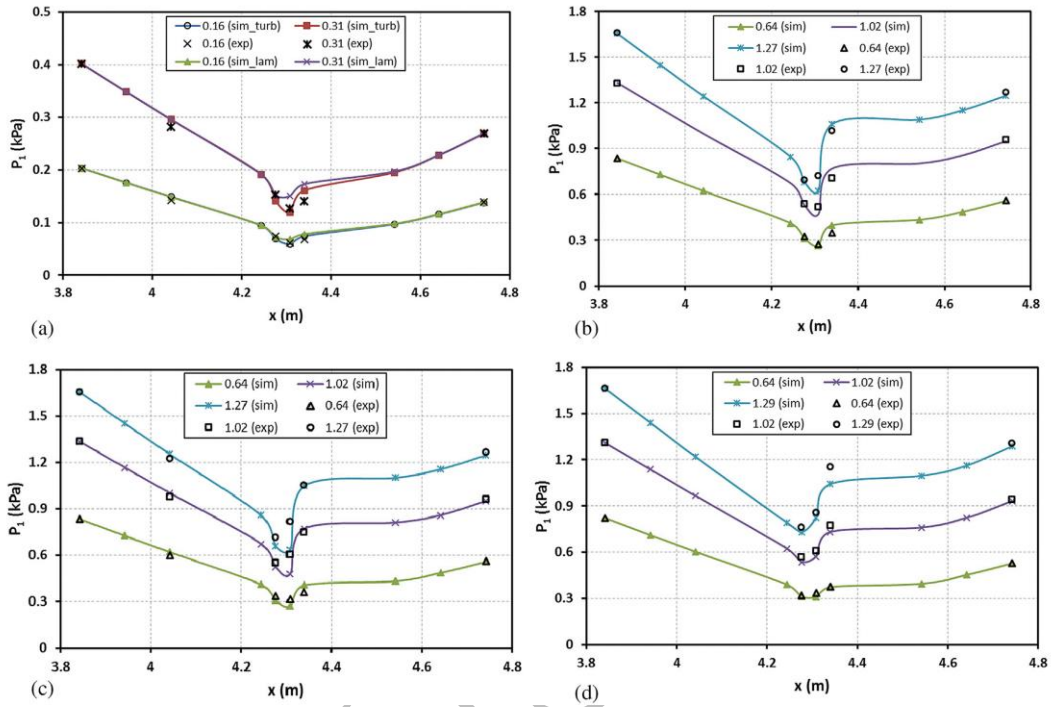 0.16 (sim_turb) 0.31 (sim_turb)
0.16 (exp) 0.31 (exp)
0.16 (sim_lam) 0.31 (sim_lam)
0.5
0.4
0.3
0.2
0.1
0
P1 (kPa)
3.8 4 4.2 4.4 4.6 4.8
x (m)
(a)
0.64 (sim) 1.02 (sim)
1.27 (sim) 0.64 (exp)
1.02 (exp) 1.27 (exp)
1.8
1.5
1.2
0.9
0.6
0.3
0
P1 (kPa)
3.8 4 4.2 4.4 4.6 4.8
x (m)
(b)
0.64 (sim) 1.02 (sim)
1.27 (sim) 0.64 (exp)
1.02 (exp) 1.27 (exp)
1.8
1.5
1.2
0.9
0.6
0.3
0
P1 (kPa)
3.8 4 4.2 4.4 4.6 4.8
x (m)
(c)
0.64 (sim) 1.02 (sim)
1.29 (sim) 0.64 (exp)
1.02 (exp) 1.29 (exp)
1.8
1.5
1.2
0.9
0.6
0.3
0
P1 (kPa)
3.8 4 4.2 4.4 4.6 4.8
x (m)
(d)